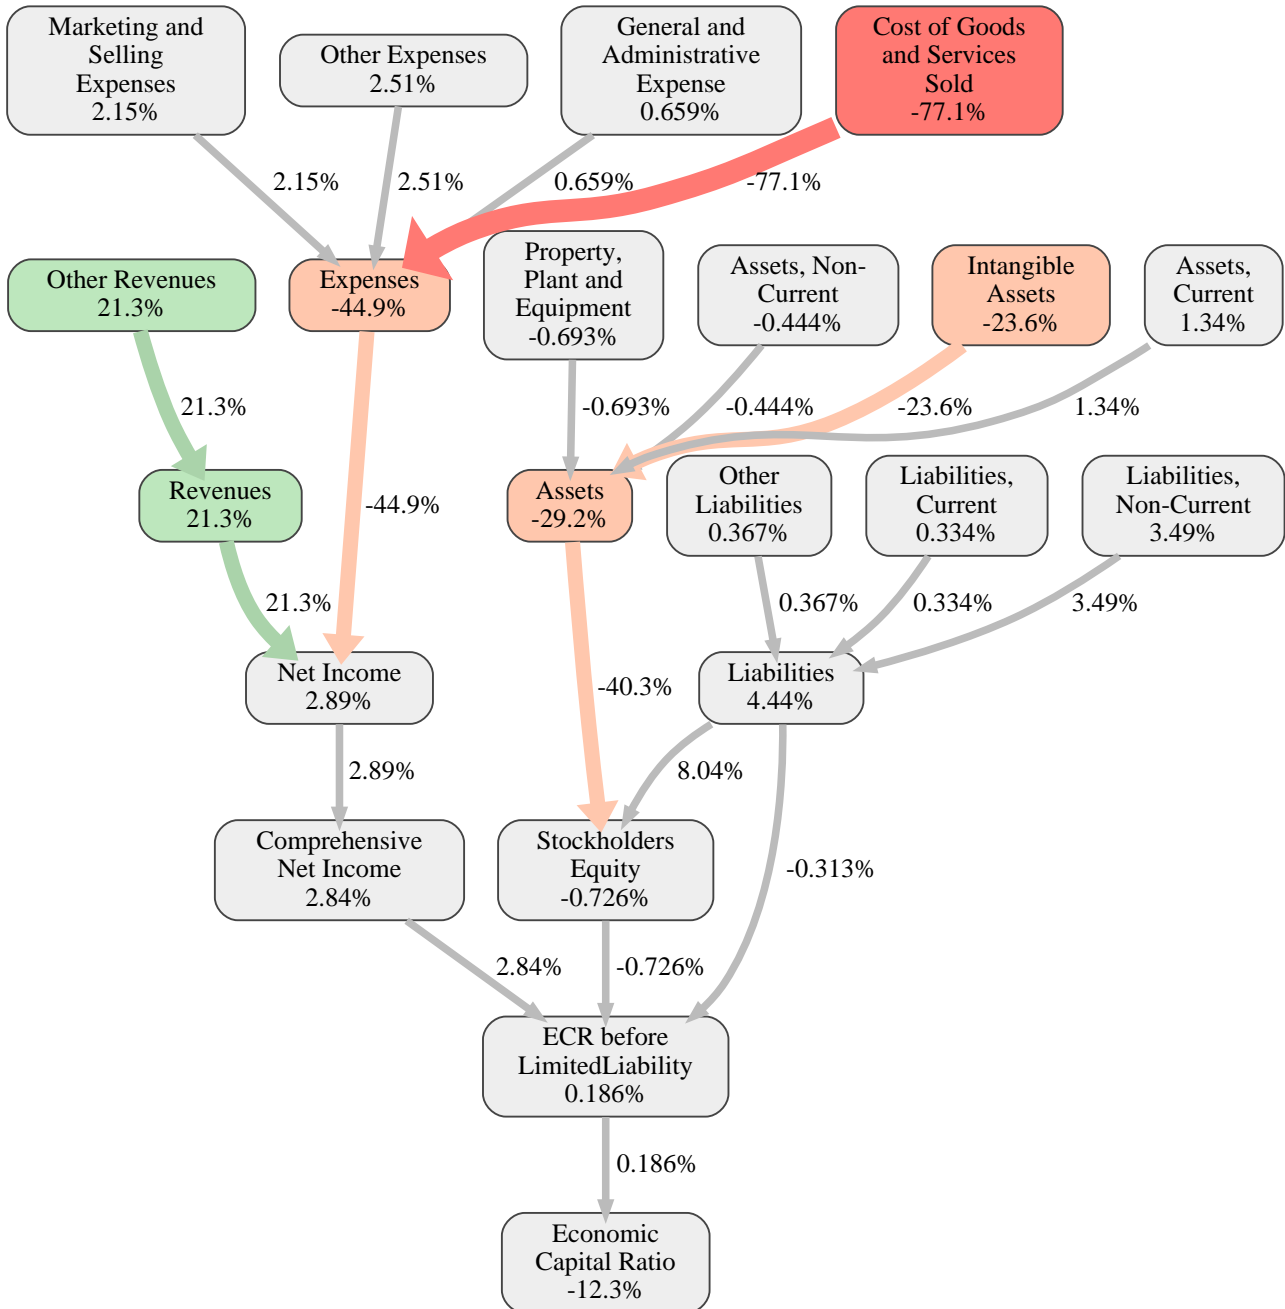 Marketing and
Selling
Expenses
2.15%
Other Expenses
2.51%
General and
Administrative
Expense
0.659%
Cost of Goods
and Services
Sold
-77.1%
2.15%
2.51%
0.659%
-77.1%
Other Revenues
21.3%
Expenses
-44.9%
Property,
Plant and
Equipment
-0.693%
Assets, Non-
Current
-0.444%
Intangible
Assets
-23.6%
Assets,
Current
1.34%
21.3%
-0.693%
-0.444%
-23.6%
1.34%
Revenues
21.3%
-44.9%
Assets
-29.2%
Other
Liabilities
0.367%
Liabilities,
Current
0.334%
Liabilities,
Non-Current
3.49%
21.3%
0.367%
0.334%
3.49%
Net Income
2.89%
-40.3%
Liabilities
4.44%
2.89%
8.04%
Comprehensive
Net Income
2.84%
Stockholders
Equity
-0.726%
-0.313%
2.84%
-0.726%
ECR before
LimitedLiability
0.186%
0.186%
Economic
Capital Ratio
-12.3%